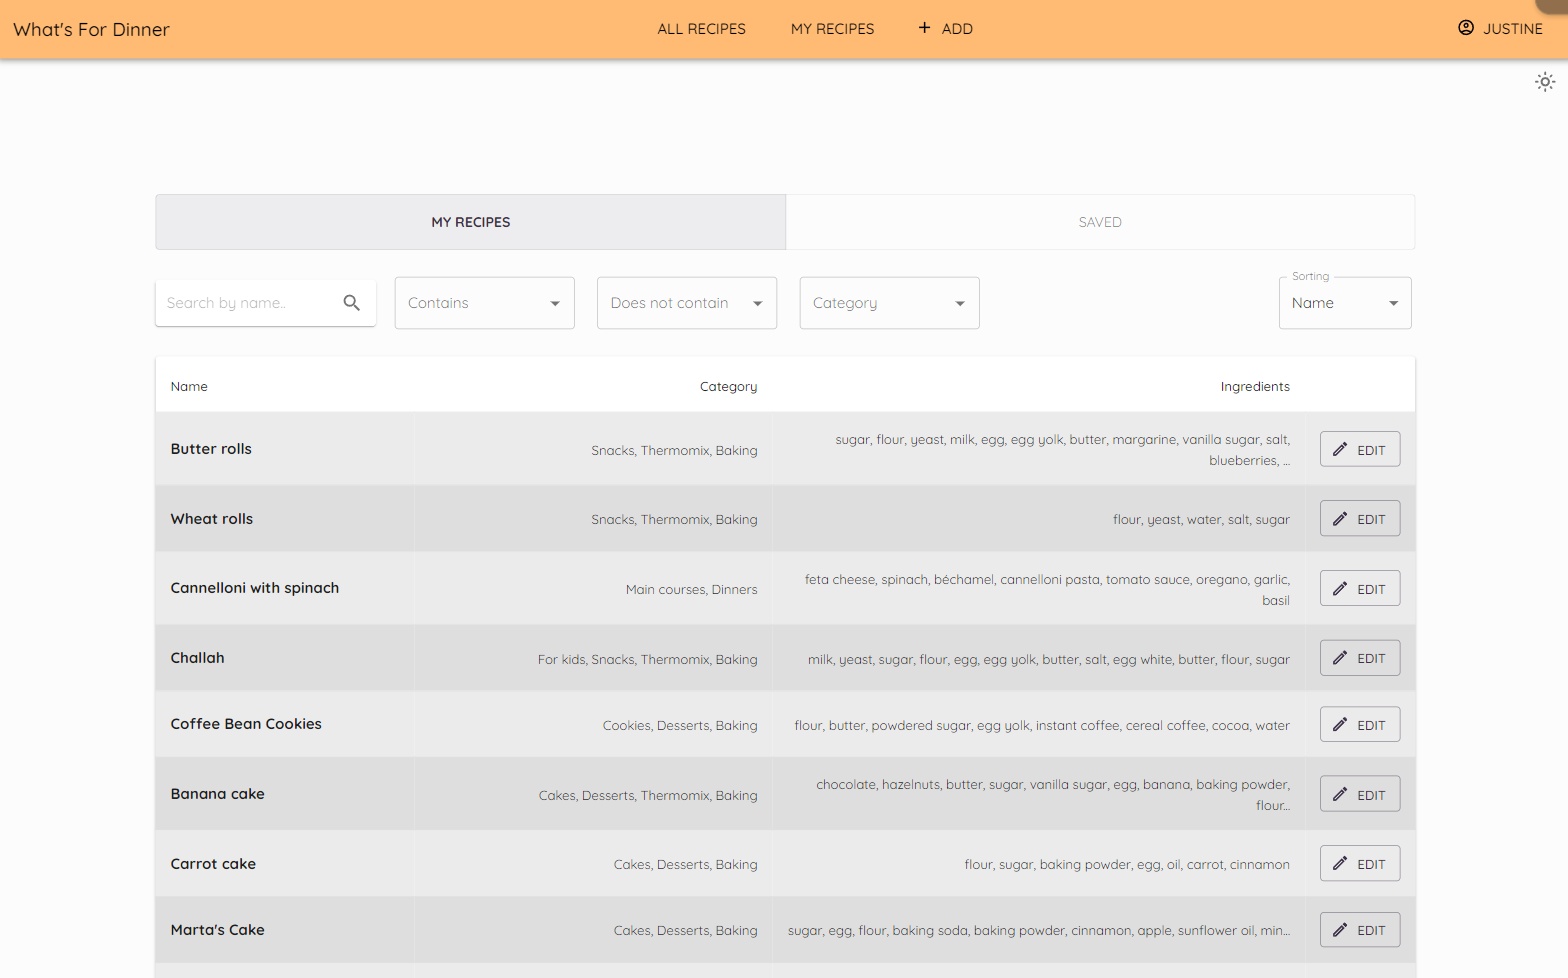 What's For Dinner
ALL RECIPES
MY RECIPES
ADD
JUSTINE
MY RECIPES
SAVED
Search by name..
Contains
Does not contain
Category
Sorting
Name
Name
Category
Ingredients
Butter rolls
Snacks, Thermomix, Baking
sugar, flour, yeast, milk, egg, egg yolk, butter, margarine, vanilla sugar, salt,
blueberries, ...
EDIT
Wheat rolls
Snacks, Thermomix, Baking
flour, yeast, water, salt, sugar
EDIT
Cannelloni with spinach
Main courses, Dinners
feta cheese, spinach, béchamel, cannelloni pasta, tomato sauce, oregano, garlic,
basil
EDIT
Challah
For kids, Snacks, Thermomix, Baking
milk, yeast, sugar, flour, egg, egg yolk, butter, salt, egg white, butter, flour, sugar
EDIT
Coffee Bean Cookies
Cookies, Desserts, Baking
flour, butter, powdered sugar, egg yolk, instant coffee, cereal coffee, cocoa, water
EDIT
Banana cake
Cakes, Desserts, Thermomix, Baking
chocolate, hazelnuts, butter, sugar, vanilla sugar, egg, banana, baking powder,
flour...
EDIT
Carrot cake
Cakes, Desserts, Baking
flour, sugar, baking powder, egg, oil, carrot, cinnamon
EDIT
Marta's Cake
Cakes, Desserts, Baking
sugar, egg, flour, baking soda, baking powder, cinnamon, apple, sunflower oil, min...
EDIT